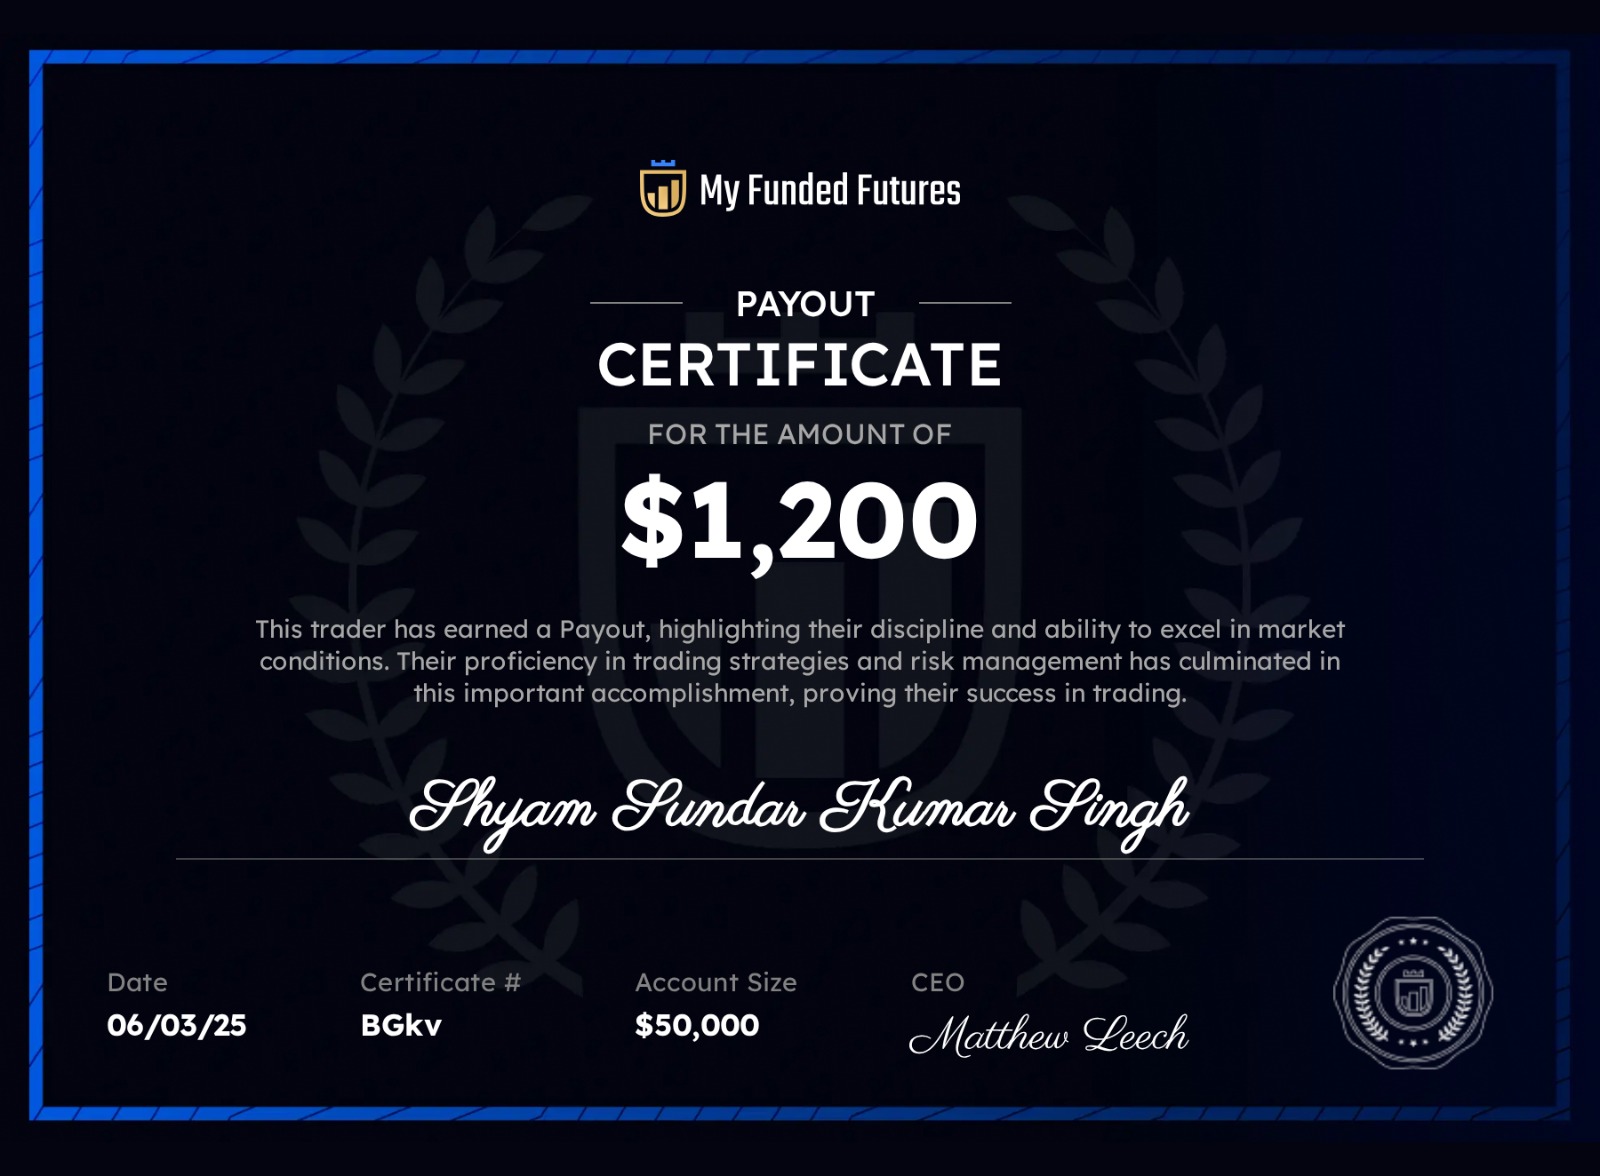 My Funded Futures
PAYOUT
CERTIFICATE
FOR THE AMOUNT OF
$1,200
This trader has earned a Payout, highlighting their discipline and ability to excel in market
conditions. Their proficiency in trading strategies and risk management has culminated in
this important accomplishment, proving their success in trading.
Shyam Sundar Kumar Singh
Date
06/03/25
Certificate #
BGkv
Account Size
$50,000
CEO
Matthew Leech